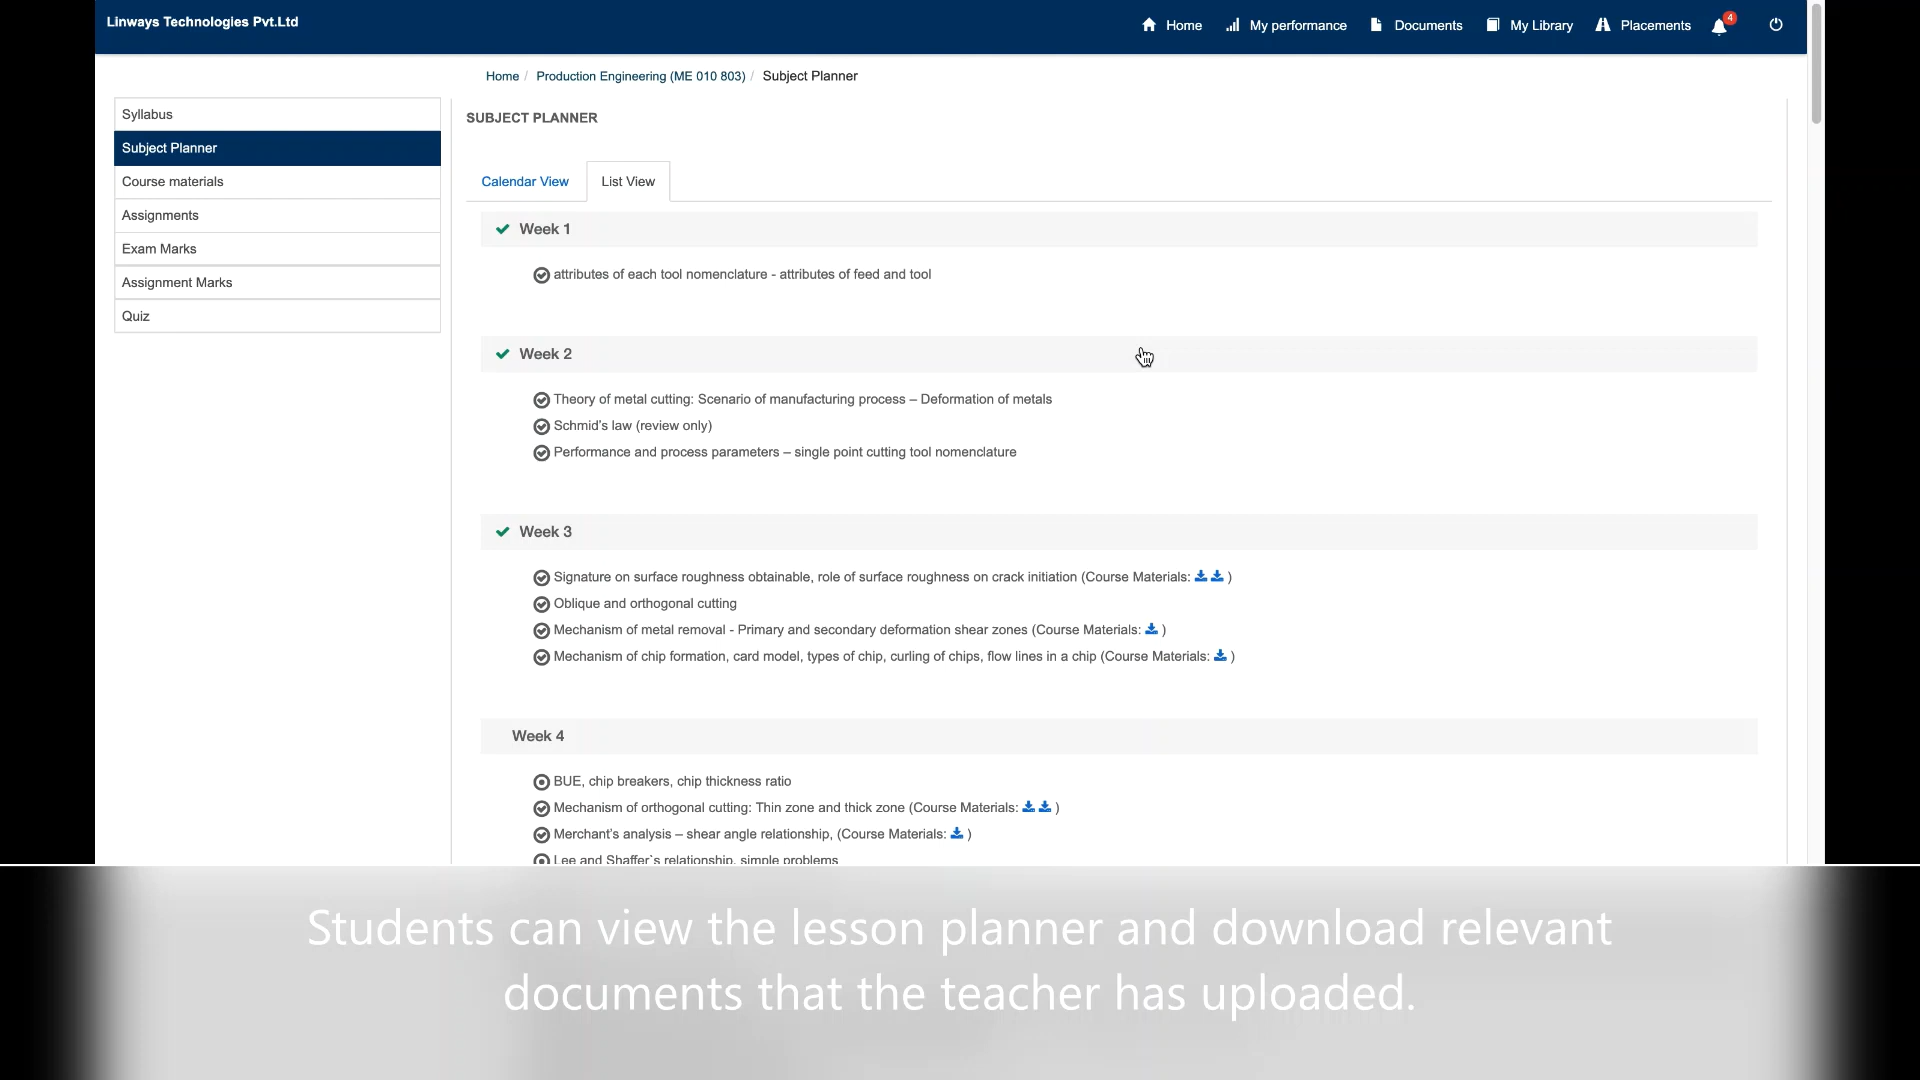 Linways Technologies Pvt.Ltd
Home My performance Documents My Library Placements 4
Home / Production Engineering (ME 010 803) / Subject Planner
Syllabus
Subject Planner
Course materials
Assignments
Exam Marks
Assignment Marks
Quiz
SUBJECT PLANNER
Calendar View List View
Week 1
attributes of each tool nomenclature - attributes of feed and tool
Week 2
Theory of metal cutting: Scenario of manufacturing process – Deformation of metals
Schmid's law (review only)
Performance and process parameters – single point cutting tool nomenclature
Week 3
Signature on surface roughness obtainable, role of surface roughness on crack initiation (Course Materials: )
Oblique and orthogonal cutting
Mechanism of metal removal - Primary and secondary deformation shear zones (Course Materials: )
Mechanism of chip formation, card model, types of chip, curling of chips, flow lines in a chip (Course Materials: )
Week 4
BUE, chip breakers, chip thickness ratio
Mechanism of orthogonal cutting: Thin zone and thick zone (Course Materials: )
Merchant's analysis – shear angle relationship, (Course Materials: )
Lee and Shaffer`s relationship, simple problems
Students can view the lesson planner and download relevant
documents that the teacher has uploaded.